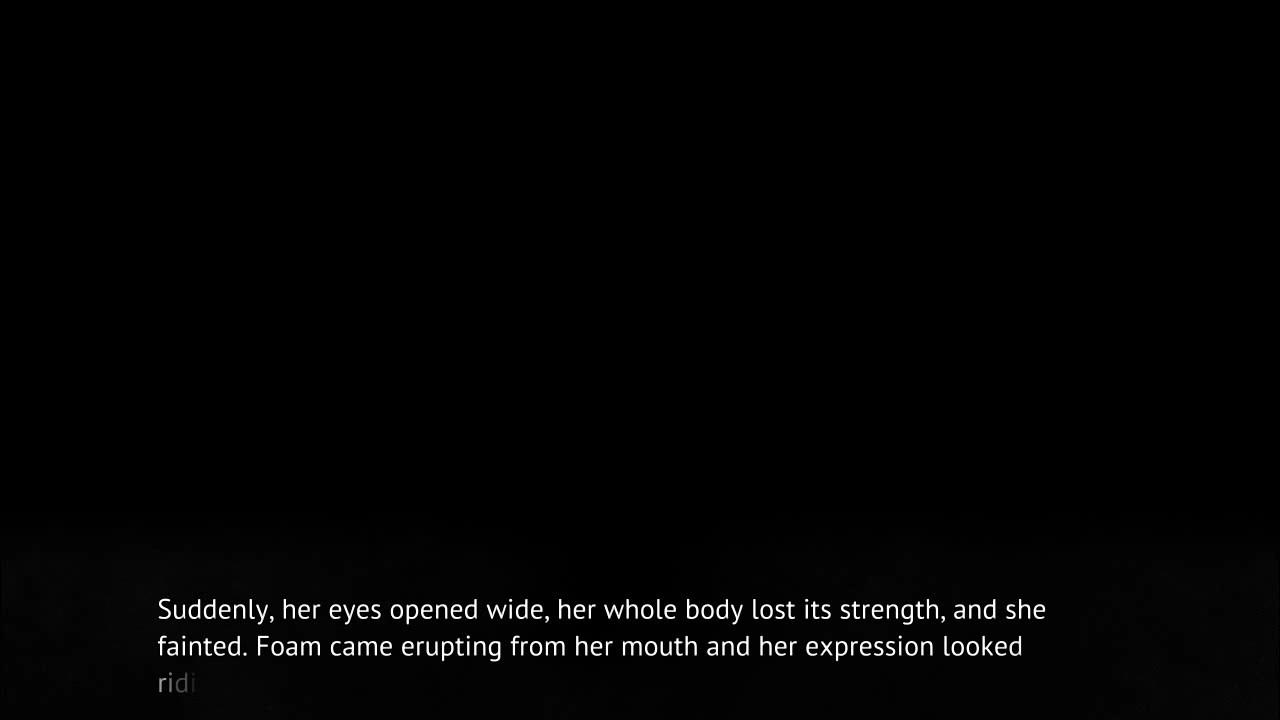 Suddenly, her eyes opened wide, her whole body lost its strength, and she
fainted. Foam came erupting from her mouth and her expression looked
ridi